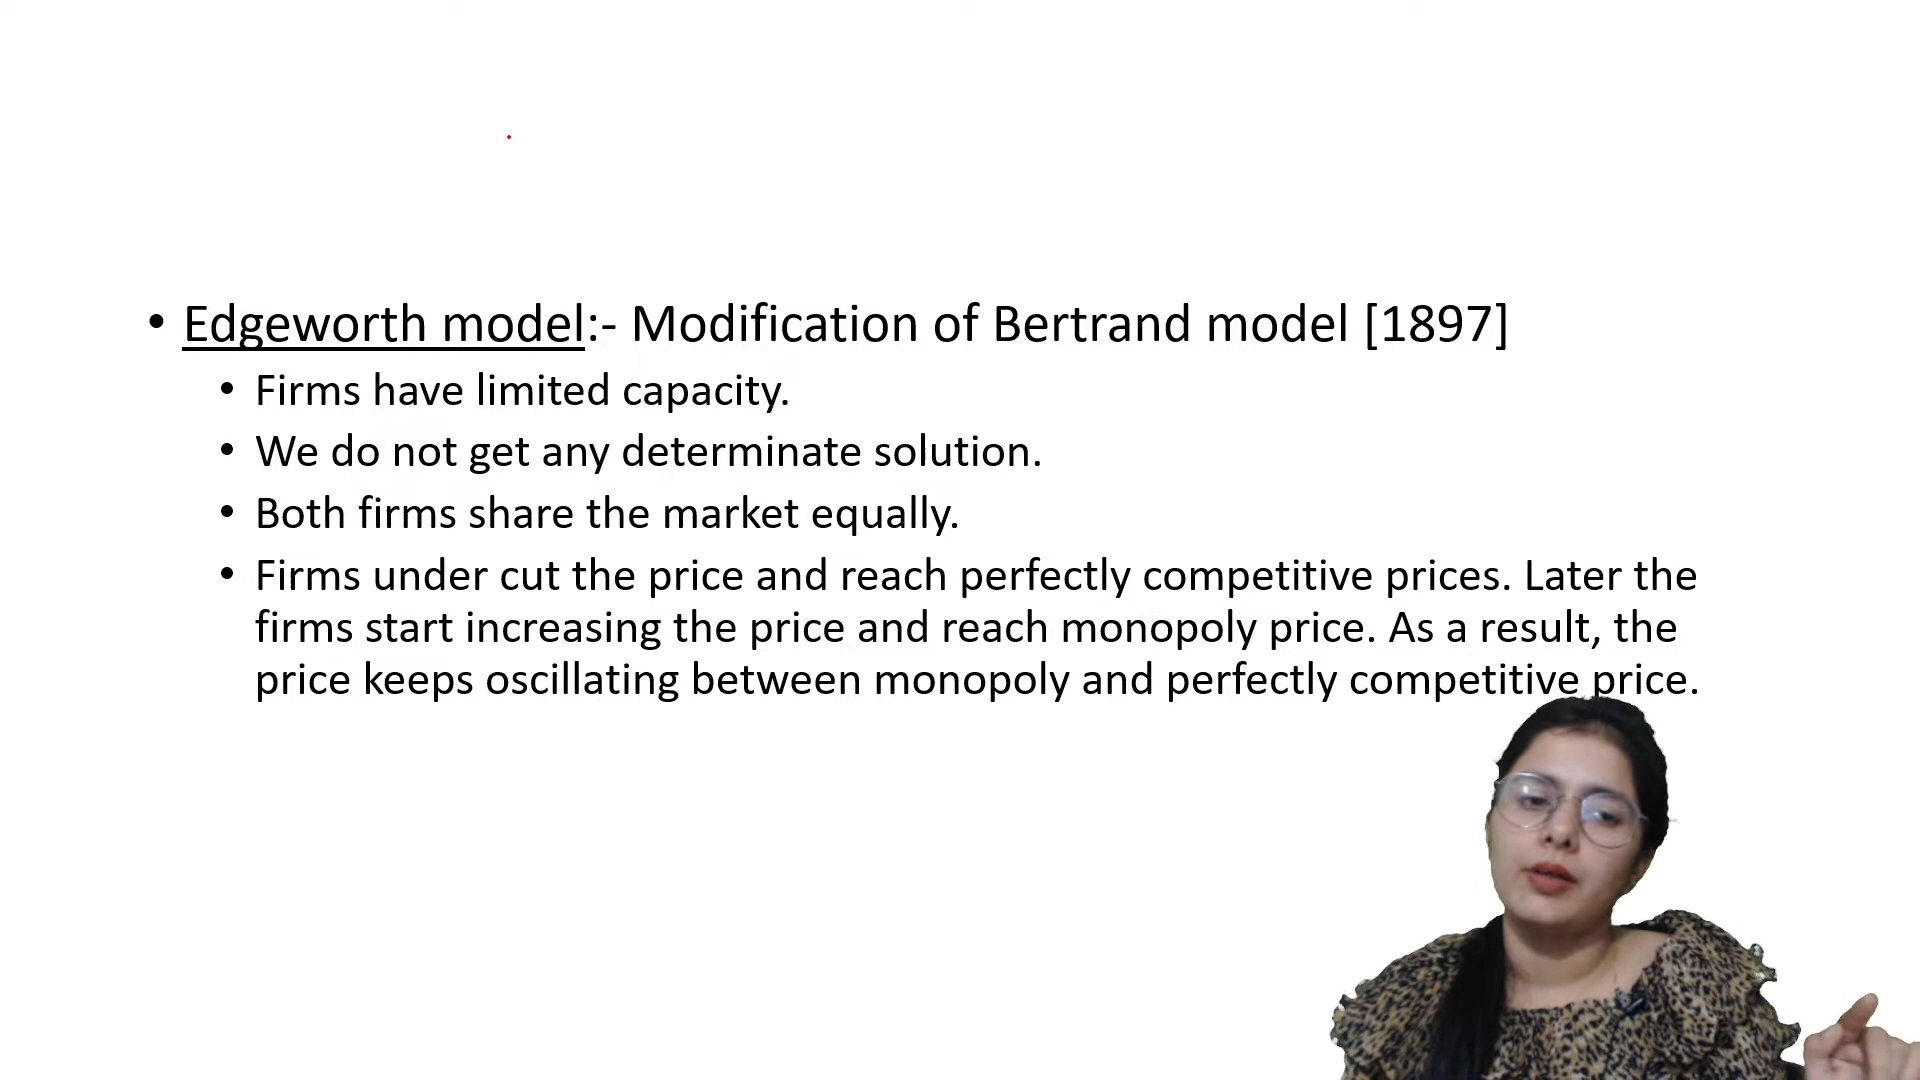 • Edgeworth model:- Modification of Bertrand model [1897]
• Firms have limited capacity.
• We do not get any determinate solution.
• Both firms share the market equally.
• Firms under cut the price and reach perfectly competitive prices. Later the
firms start increasing the price and reach monopoly price. As a result, the
price keeps oscillating between monopoly and perfectly competitive price.